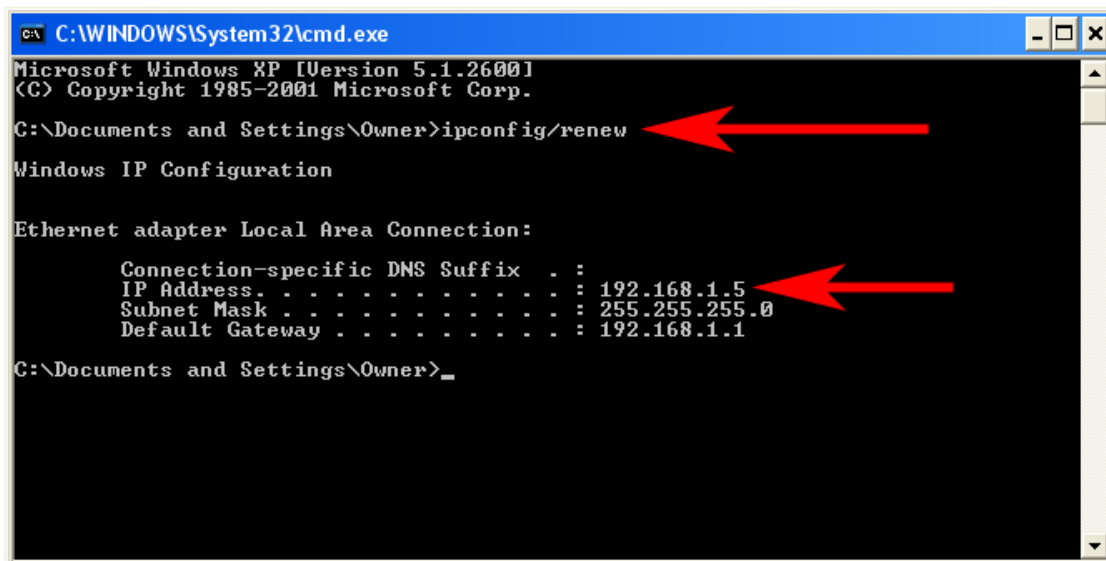 C:\WINDOWS\System32\cmd.exe
Microsoft Windows XP [Version 5.1.2600]
(C) Copyright 1985-2001 Microsoft Corp.
C:\Documents and Settings\Owner>ipconfig/renew
Windows IP Configuration
Ethernet adapter Local Area Connection:
Connection-specific DNS Suffix  . :
IP Address. . . . . . . . . . . . : 192.168.1.5
Subnet Mask . . . . . . . . . . . : 255.255.255.0
Default Gateway . . . . . . . . . : 192.168.1.1
C:\Documents and Settings\Owner>_